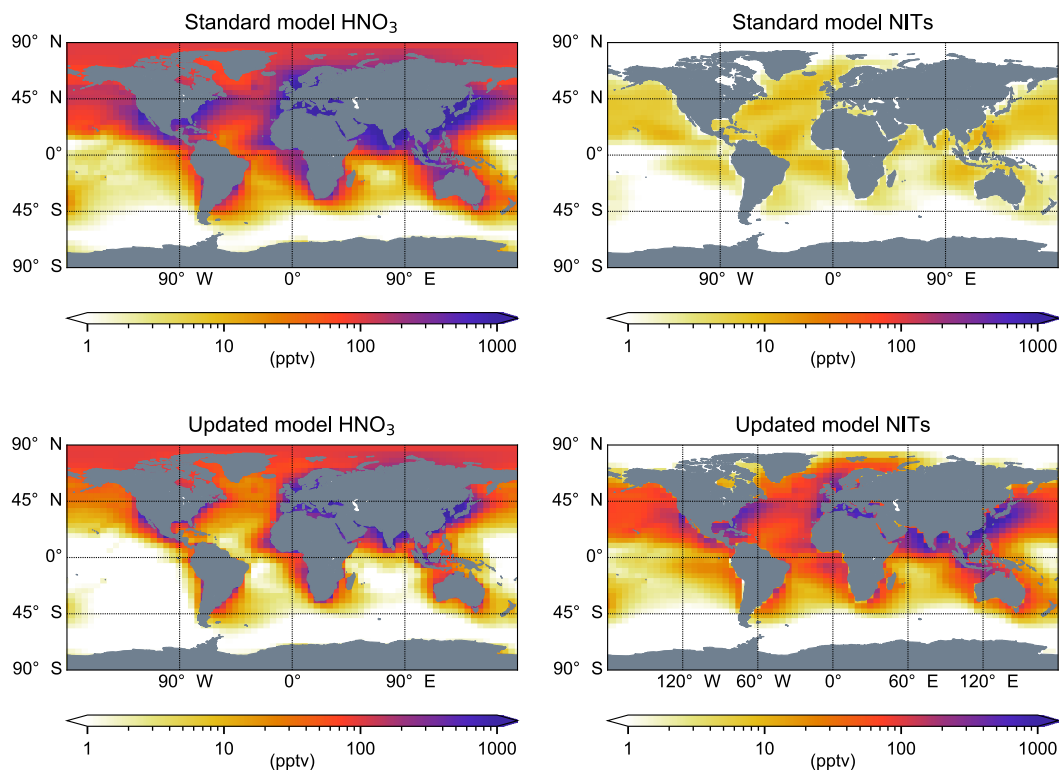 Standard model HNO₃
Standard model NITs
90° N
45° N
0°
45° S
90° S
90° W 0° 90° E
90° N
45° N
0°
45° S
90° S
90° W 0° 90° E
1 10 100 1000
(pptv)
1 10 100 1000
(pptv)
Updated model HNO₃
Updated model NITs
90° N
45° N
0°
45° S
90° S
90° W 0° 90° E
90° N
45° N
0°
45° S
90° S
120° W 60° W 0° 60° E 120° E
1 10 100 1000
(pptv)
1 10 100 1000
(pptv)